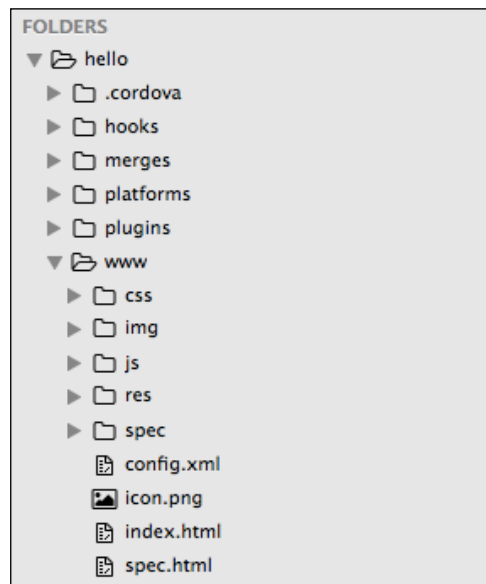 FOLDERS
hello
.cordova
hooks
merges
platforms
plugins
www
css
img
js
res
spec
config.xml
icon.png
index.html
spec.html